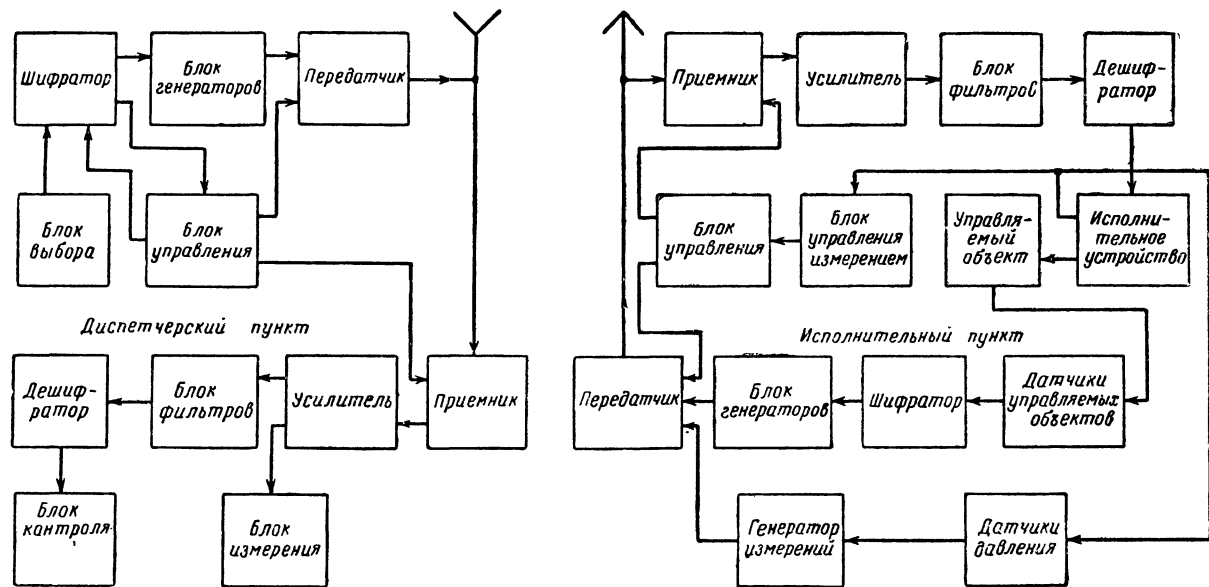 Шифратор
Блок
генераторов
Передатчик
Блок
выбора
Блок
управления
Диспетчерский пункт
Дешиф-
ратор
Блок
фильтров
Усилитель
Приемник
Блок
контроля
Блок
измерения
Приемник
Усилитель
Блок
фильтроС
Дешиф-
ратор
Блок
управления
Блок
управления
измерением
Управля-
емый
объект
Исполни-
тельное
устройство
Исполнительный пункт
Передатчик
Блок
генераторов
Шифратор
Датчики
управляемых
объектов
Генератор
измерений
Датчики
давления